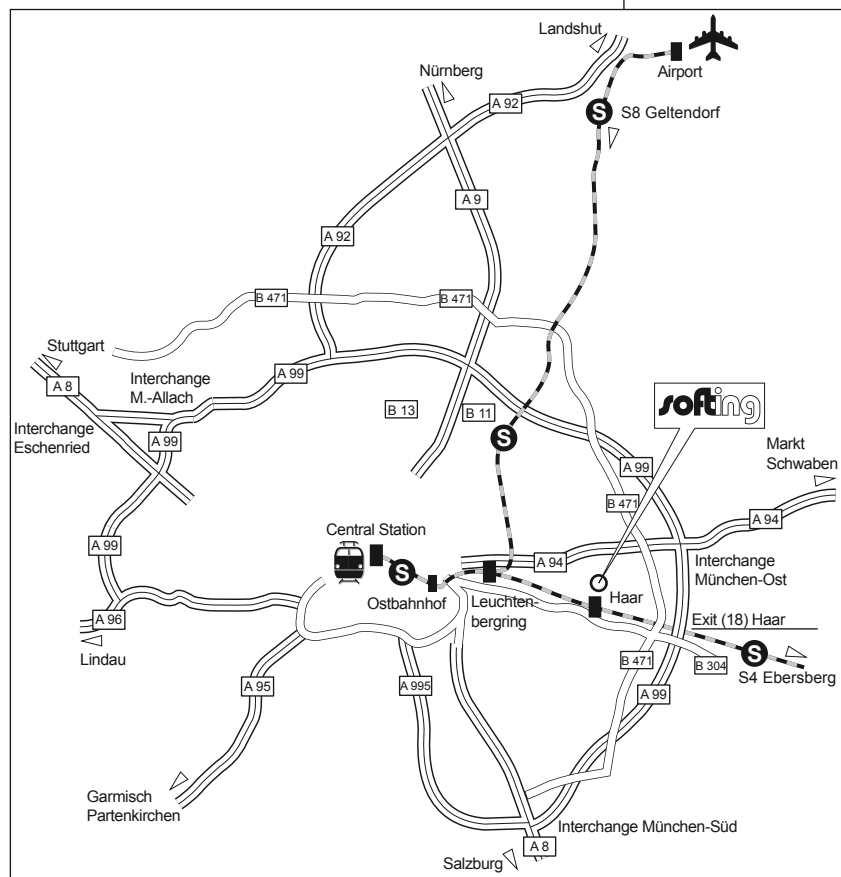 Landshut
Airport
Nürnberg
A 92
S
S8 Geltendorf
A 9
A 92
B 471
B 471
Stuttgart
A 8
Interchange
M.-Allach
A 99
softing
B 13
B 11
Interchange
Eschenried
A 99
S
Markt
Schwaben
A 99
B 471
A 94
Central Station
A 99
A 94
Interchange
München-Ost
S
Ostbahnhof
Leuchten-
bergring
Haar
A 96
Exit (18) Haar
Lindau
S
B 471
B 304
S4 Ebersberg
A 95
A 995
A 99
Garmisch
Partenkirchen
Interchange München-Süd
A 8
Salzburg